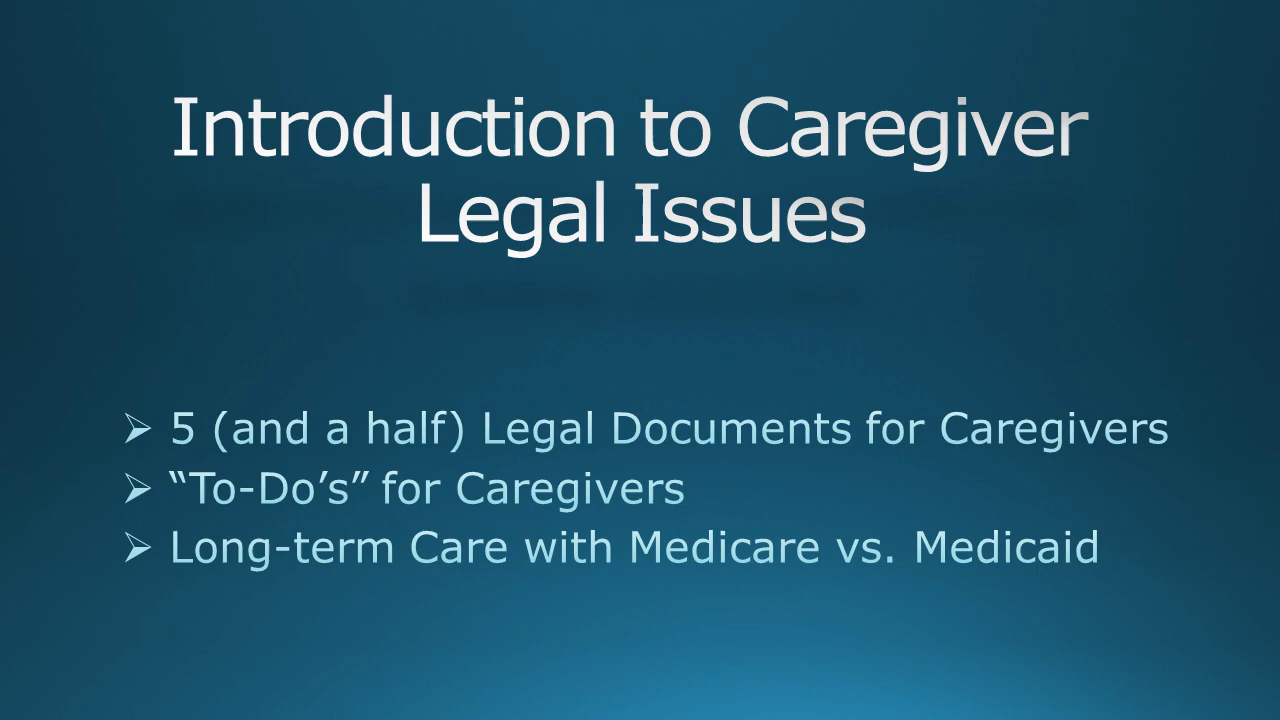 Introduction to Caregiver
Legal Issues
➢ 5 (and a half) Legal Documents for Caregivers
➢ “To-Do’s” for Caregivers
➢ Long-term Care with Medicare vs. Medicaid